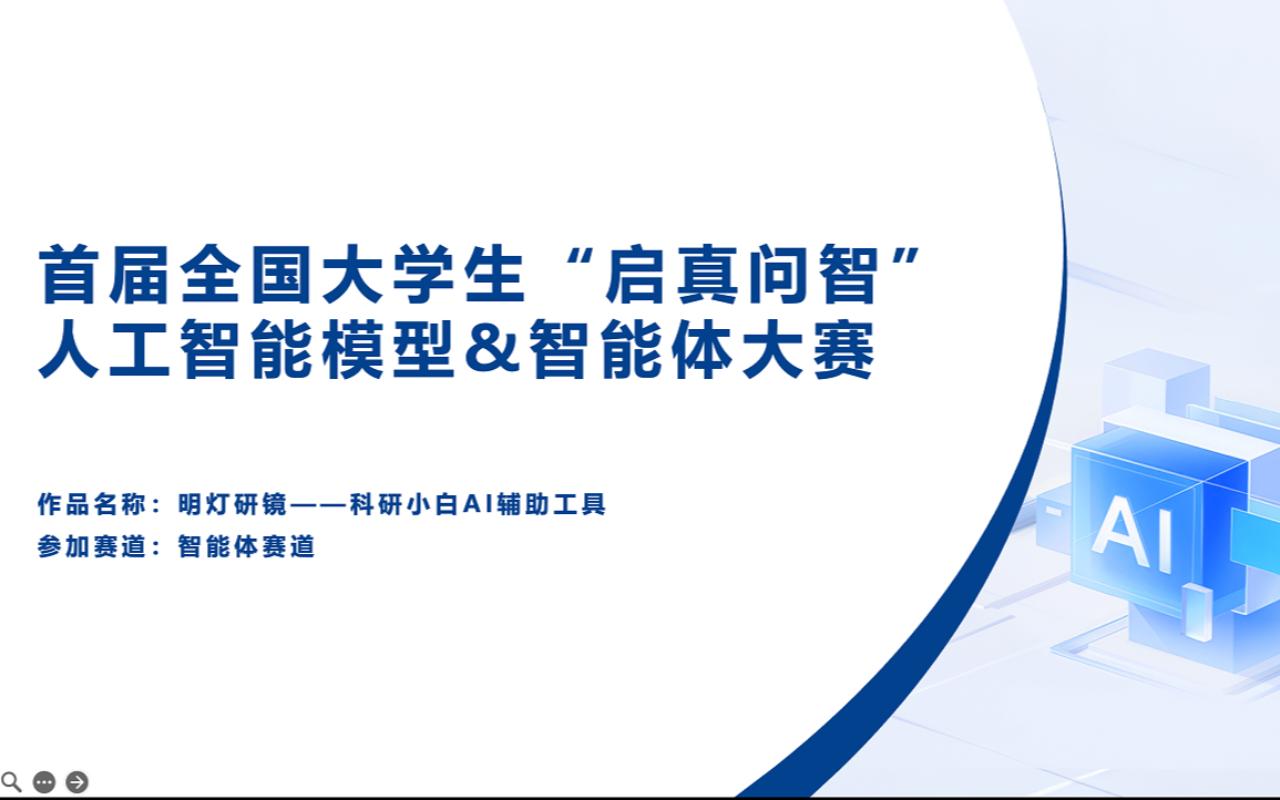 首届全国大学生“启真问智”
人工智能模型&智能体大赛
作品名称：明灯研镜——科研小白AI辅助工具
参加赛道：智能体赛道
AI